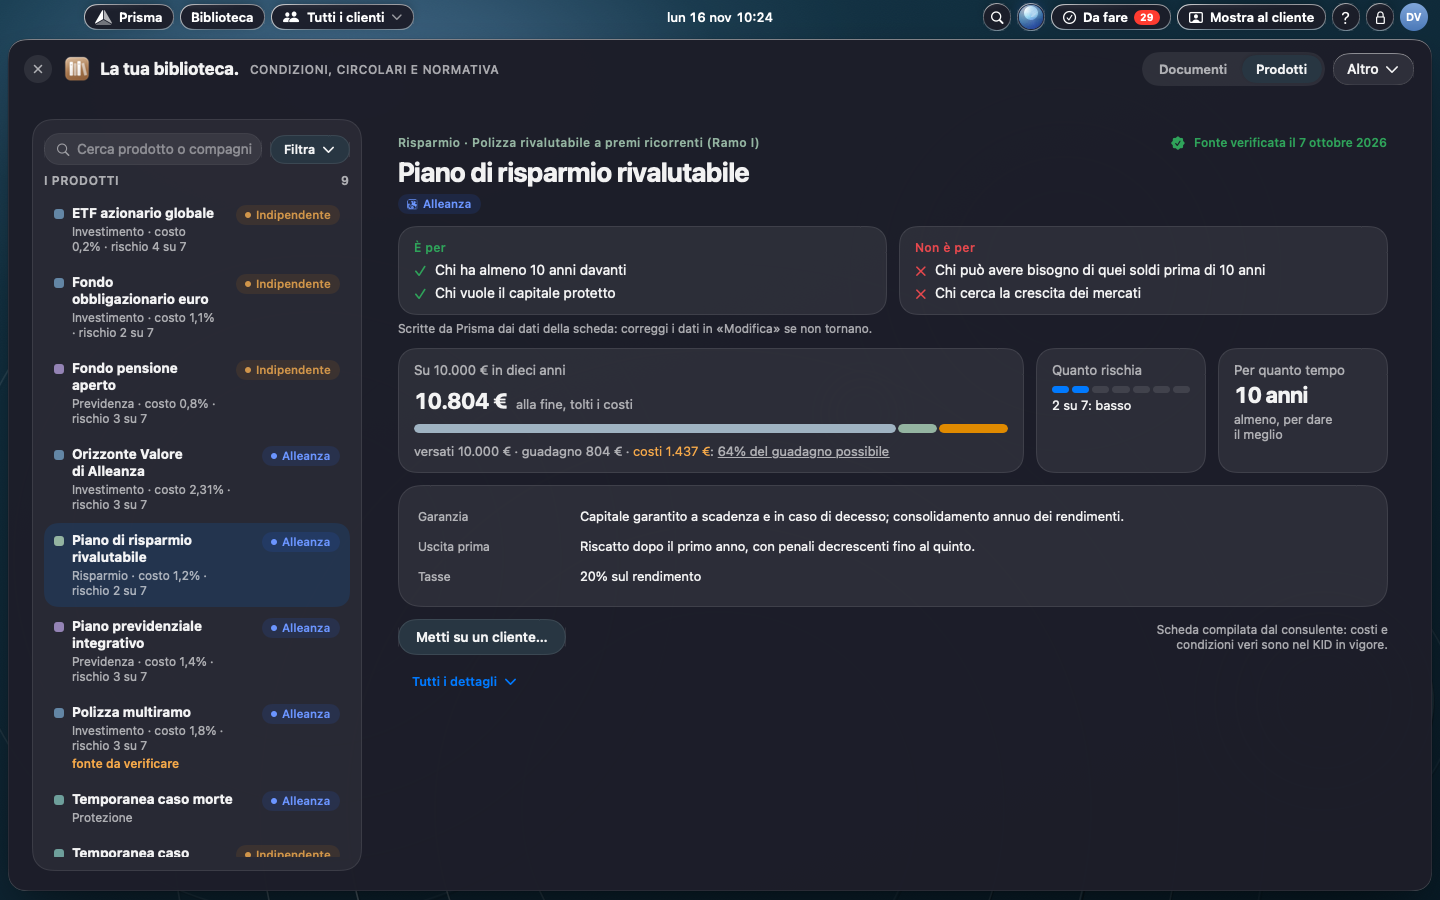 Prisma
Biblioteca
Tutti i clienti
lun 16 nov 10:24
Da fare 29
Mostra al cliente
?
DV
La tua biblioteca. CONDIZIONI, CIRCOLARI E NORMATIVA
Documenti
Prodotti
Altro
Cerca prodotto o compagni
Filtra
I PRODOTTI 9
ETF azionario globale
Indipendente
Investimento · costo
0,2% · rischio 4 su 7
Fondo
obbligazionario euro
Indipendente
Investimento · costo 1,1%
· rischio 2 su 7
Fondo pensione
aperto
Indipendente
Previdenza · costo 0,8% ·
rischio 3 su 7
Orizzonte Valore
di Alleanza
Alleanza
Investimento · costo 2,31% ·
rischio 3 su 7
Piano di risparmio
rivalutabile
Alleanza
Risparmio · costo 1,2% ·
rischio 2 su 7
Piano previdenziale
integrativo
Alleanza
Previdenza · costo 1,4% ·
rischio 3 su 7
Polizza multiramo
Alleanza
Investimento · costo 1,8% ·
rischio 3 su 7
fonte da verificare
Temporanea caso morte
Alleanza
Protezione
Temporanea caso
Indipendente
Risparmio · Polizza rivalutabile a premi ricorrenti (Ramo I)
Fonte verificata il 7 ottobre 2026
Piano di risparmio rivalutabile
Alleanza
È per
Chi ha almeno 10 anni davanti
Chi vuole il capitale protetto
Non è per
Chi può avere bisogno di quei soldi prima di 10 anni
Chi cerca la crescita dei mercati
Scritte da Prisma dai dati della scheda: correggi i dati in «Modifica» se non tornano.
Su 10.000 € in dieci anni
10.804 € alla fine, tolti i costi
versati 10.000 € · guadagno 804 € · costi 1.437 €: 64% del guadagno possibile
Quanto rischia
2 su 7: basso
Per quanto tempo
10 anni
almeno, per dare
il meglio
Garanzia Capitale garantito a scadenza e in caso di decesso; consolidamento annuo dei rendimenti.
Uscita prima Riscatto dopo il primo anno, con penali decrescenti fino al quinto.
Tasse 20% sul rendimento
Metti su un cliente...
Scheda compilata dal consulente: costi e
condizioni veri sono nel KID in vigore.
Tutti i dettagli